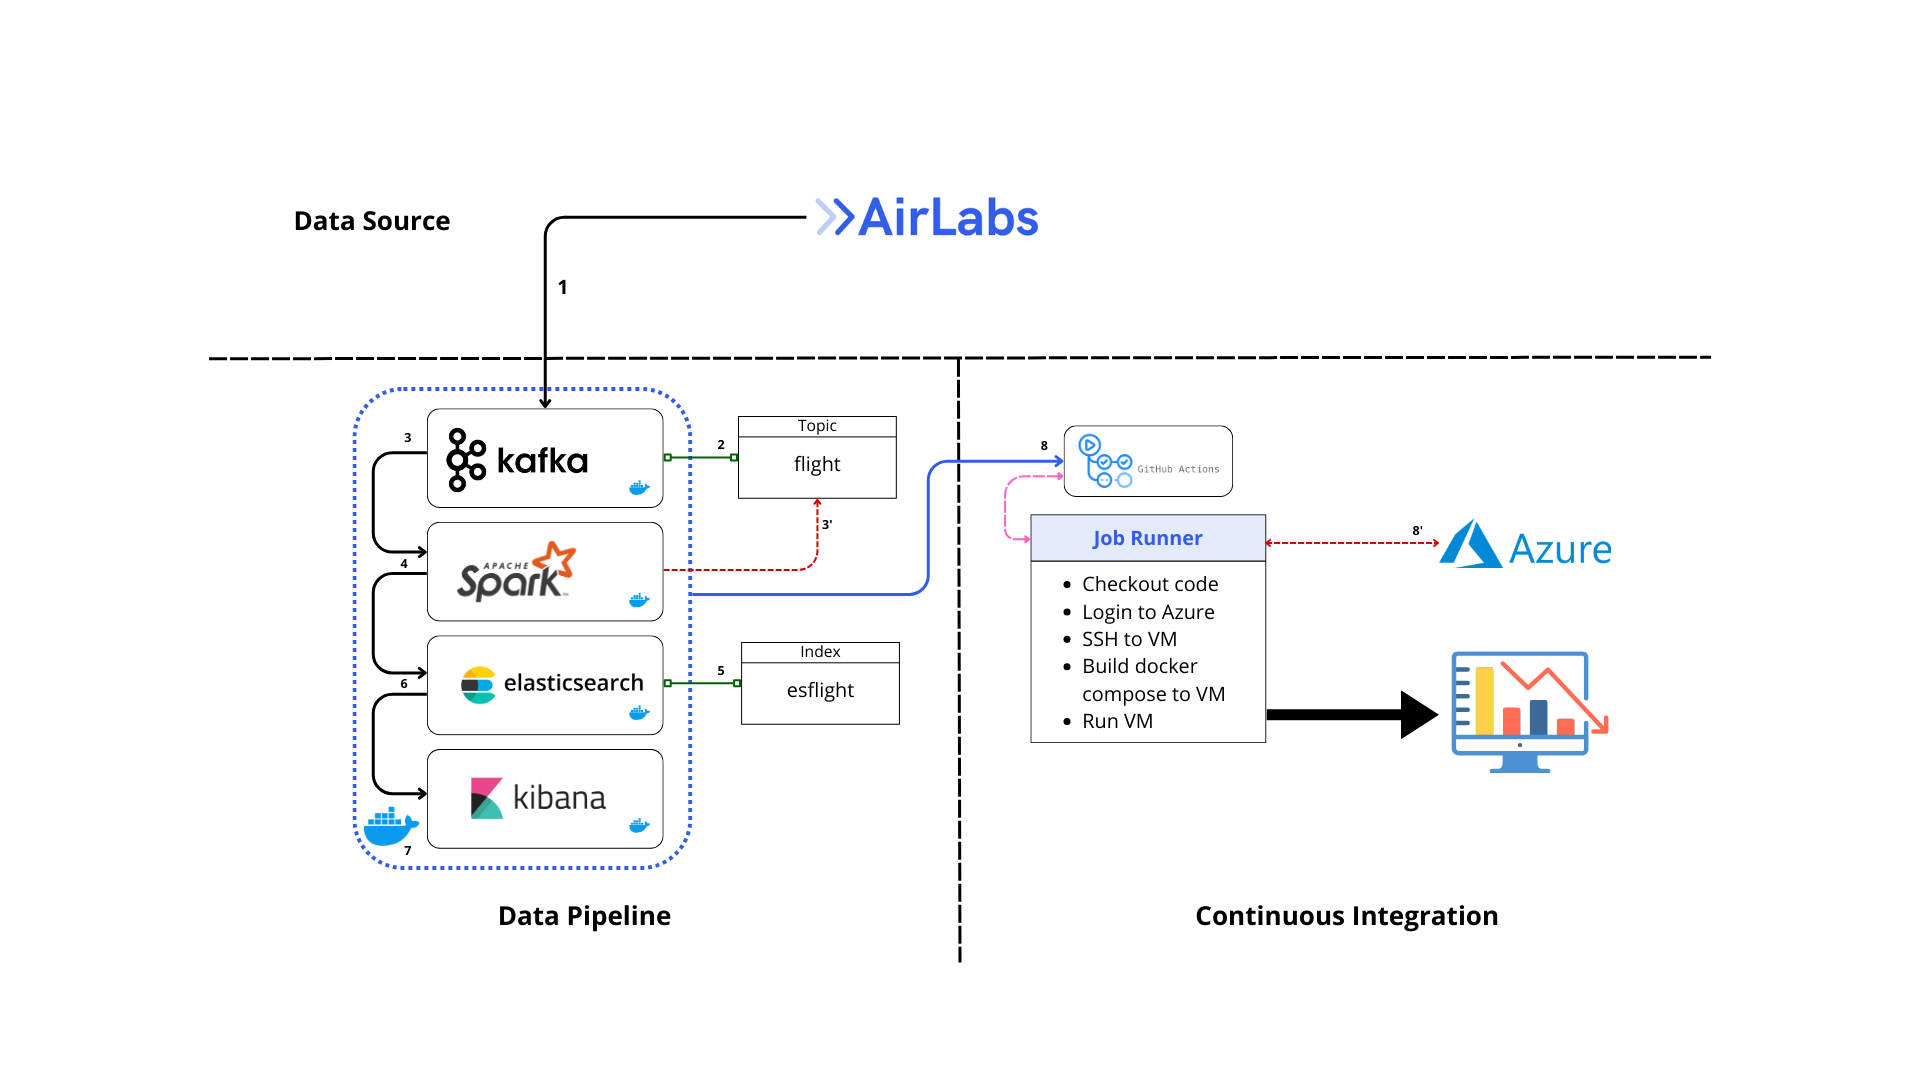 Data Source
AirLabs
1
3
kafka
2
Topic
flight
3'
4
APACHE
Spark
6
elasticsearch
5
Index
esflight
kibana
7
Data Pipeline
8
GitHub Actions
Job Runner
• Checkout code
• Login to Azure
• SSH to VM
• Build docker
compose to VM
• Run VM
8'
Azure
Continuous Integration